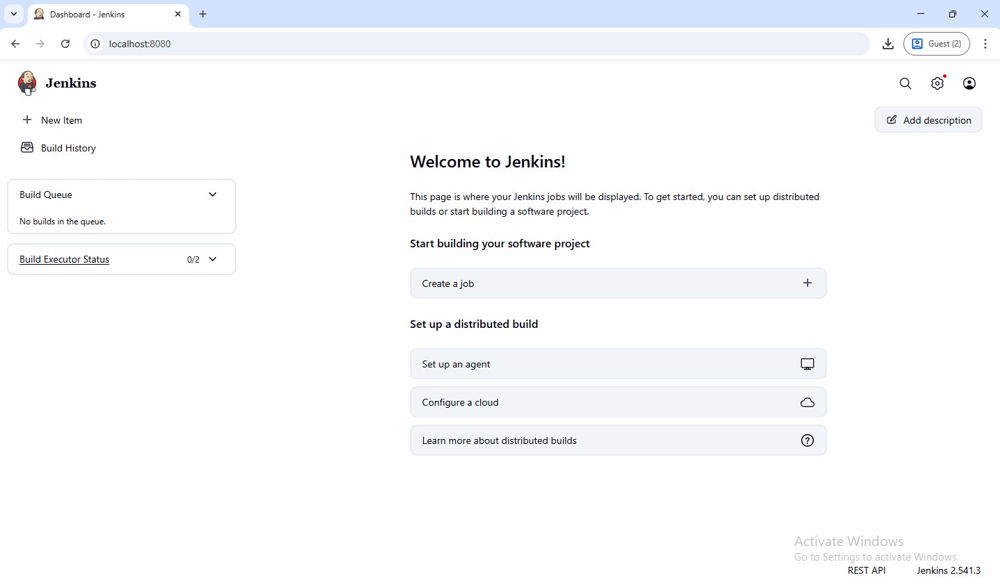 Dashboard - Jenkins
localhost:8080
Guest (2)
Jenkins
New Item
Add description
Build History
Welcome to Jenkins!
Build Queue
No builds in the queue.
Build Executor Status
0/2
This page is where your Jenkins jobs will be displayed. To get started, you can set up distributed
builds or start building a software project.
Start building your software project
Create a job
Set up a distributed build
Set up an agent
Configure a cloud
Learn more about distributed builds
Activate Windows
Go to Settings to activate Windows.
REST API
Jenkins 2.541.3